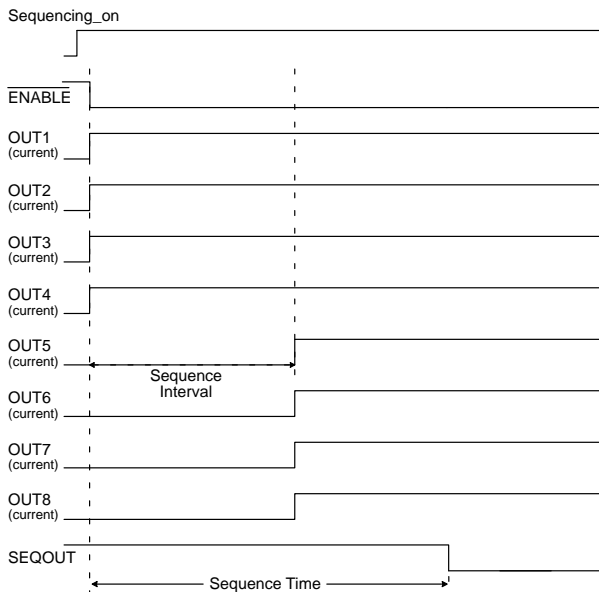 Sequencing_on
ENABLE
OUT1
(current)
OUT2
(current)
OUT3
(current)
OUT4
(current)
OUT5
(current)
Sequence
Interval
OUT6
(current)
OUT7
(current)
OUT8
(current)
SEQOUT
Sequence Time